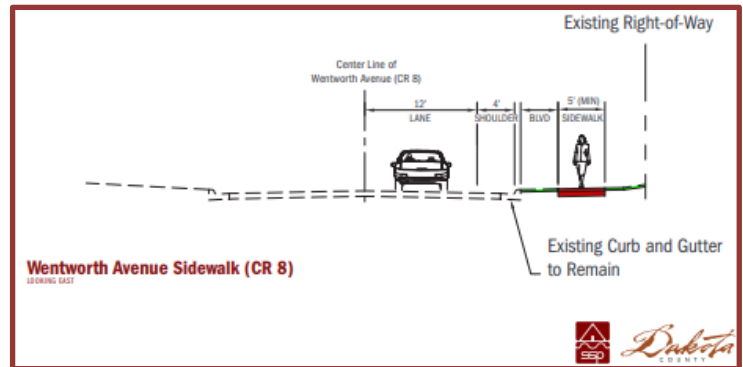 Existing Right-of-Way
Center Line of
Wentworth Avenue (CR 8)
12' 4' 5' (MIN)
LANE SHOULDER BLVD SIDEWALK
Existing Curb and Gutter
to Remain
Wentworth Avenue Sidewalk (CR 8)
LOOKING EAST
ssp
Dakota
COUNTY